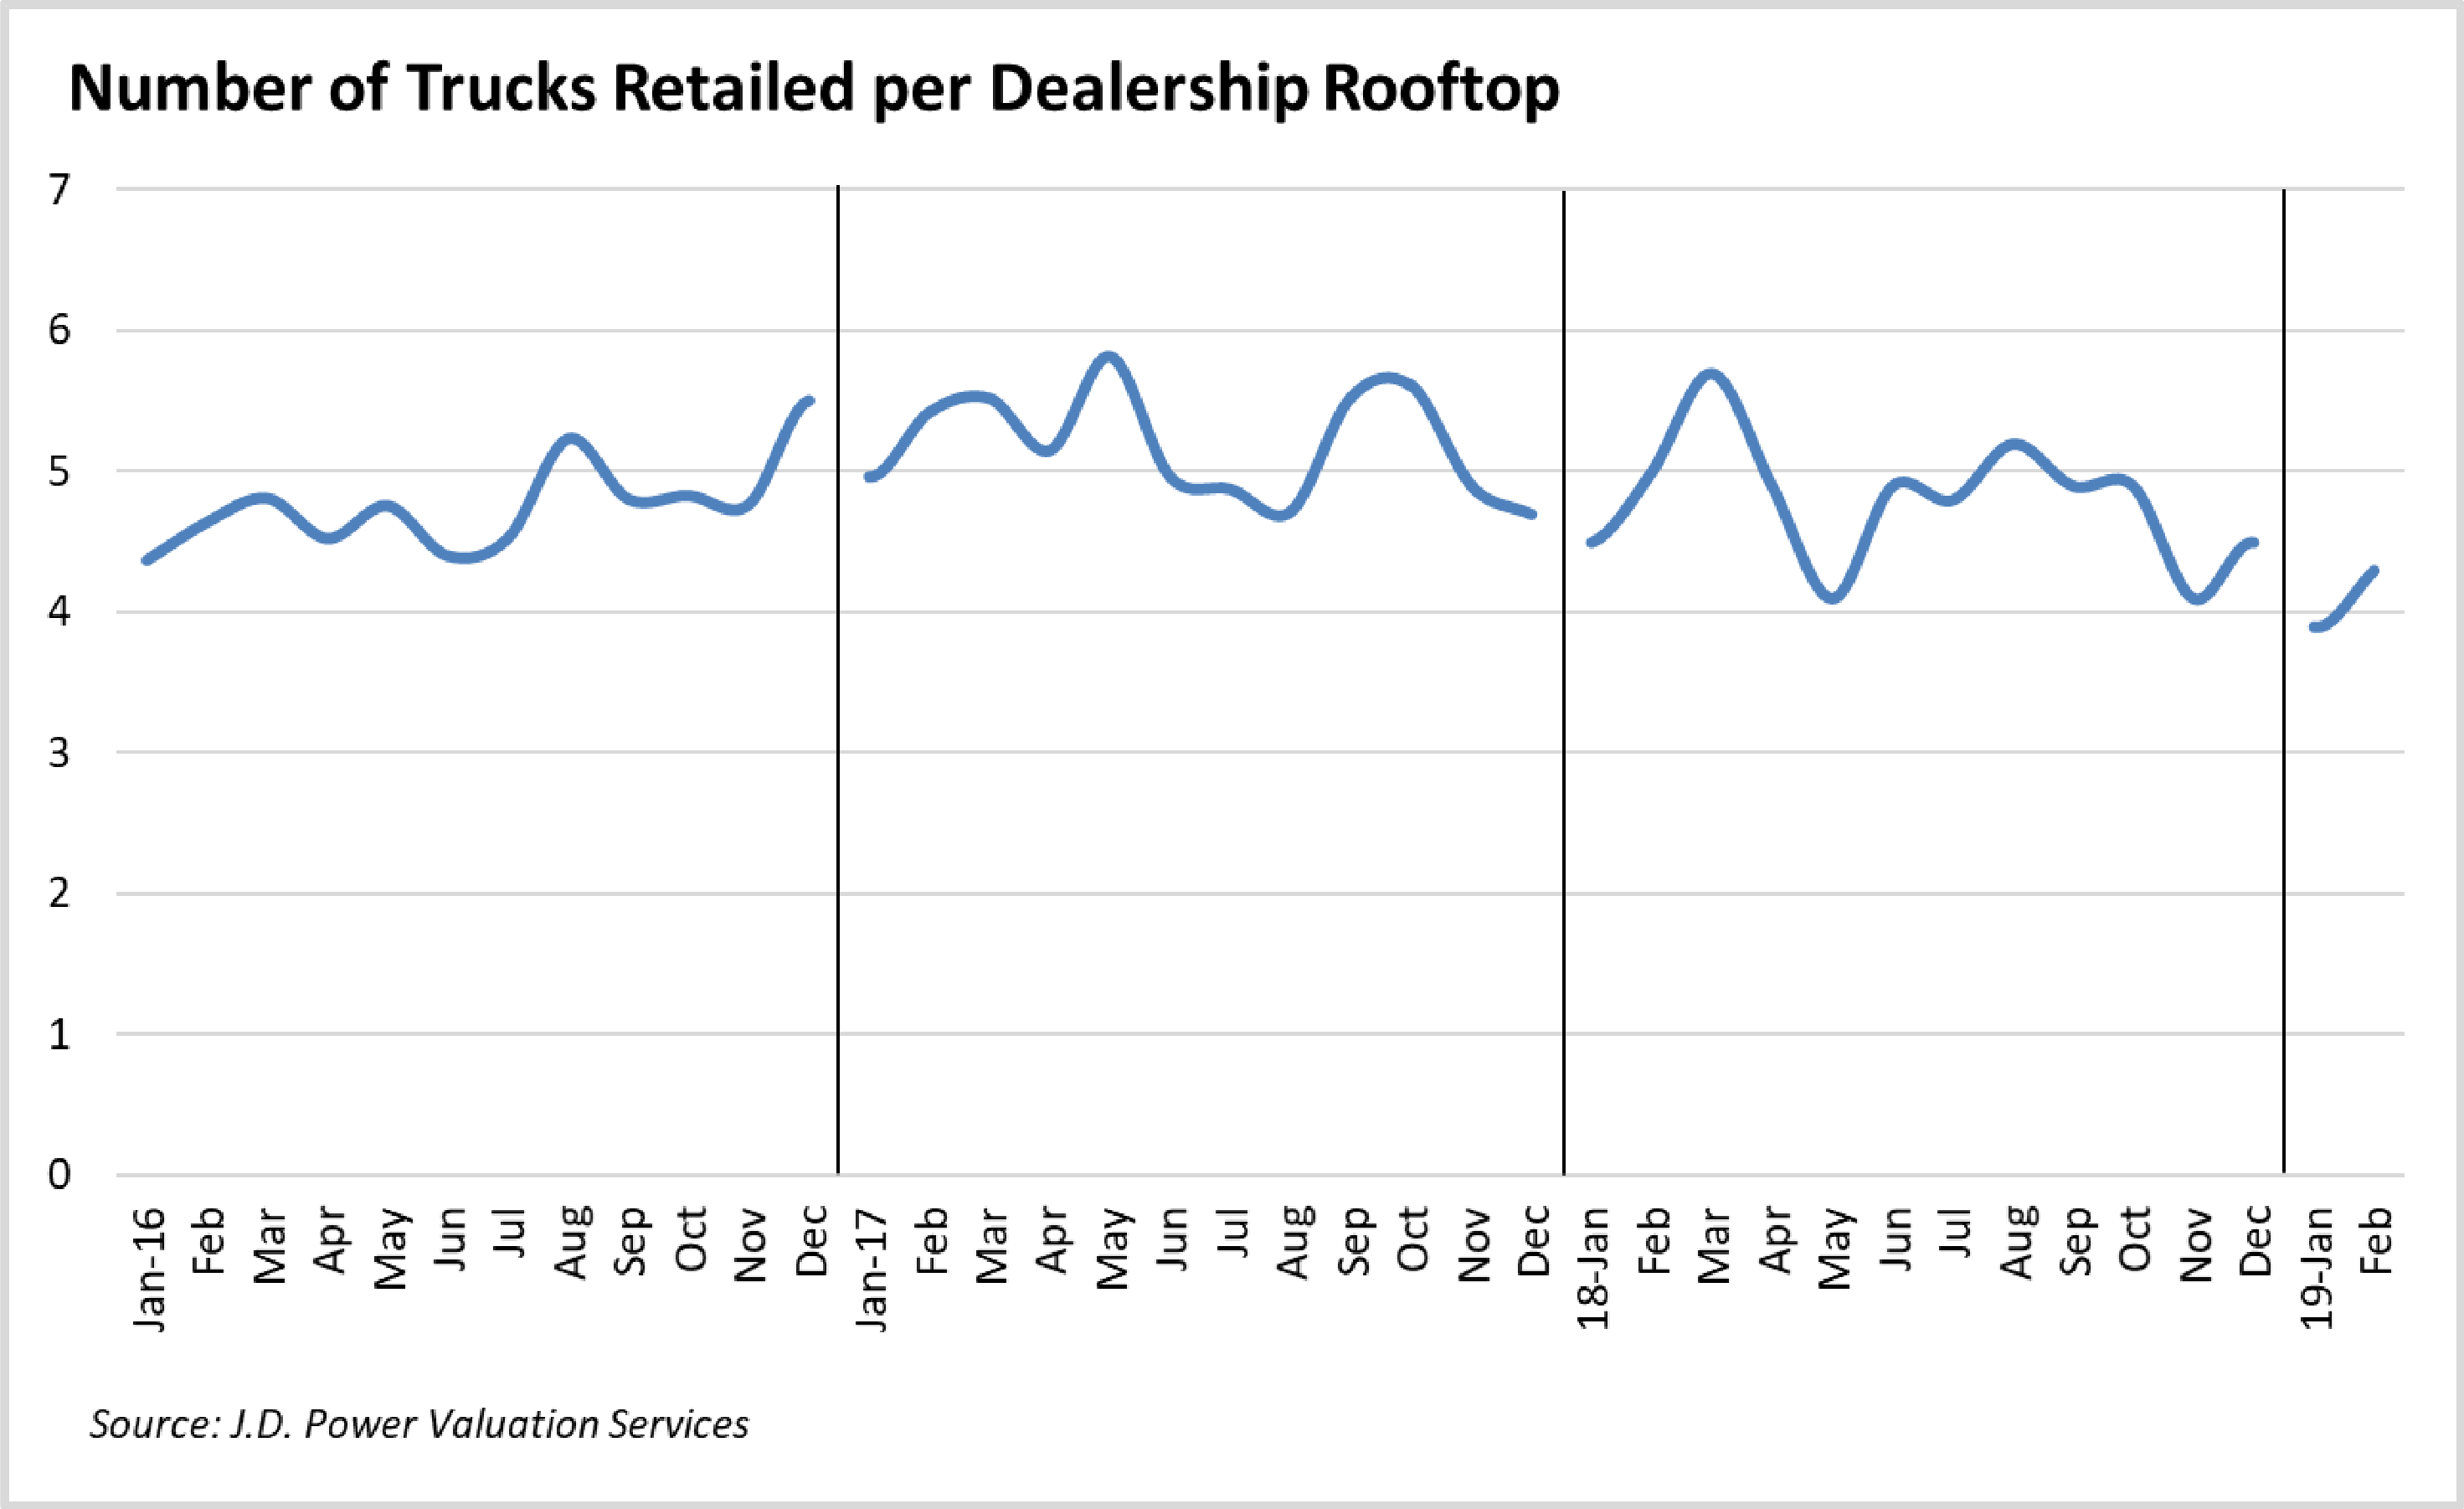 Number of Trucks Retailed per Dealership Rooftop
7
6
5
4
3
2
1
0
Jan-16 Feb Mar Apr May Jun Jul Aug Sep Oct Nov Dec Jan-17 Feb Mar Apr May Jun Jul Aug Sep Oct Nov Dec 18-Jan Feb Mar Apr May Jun Jul Aug Sep Oct Nov Dec 19-Jan Feb
Source: J.D. Power Valuation Services